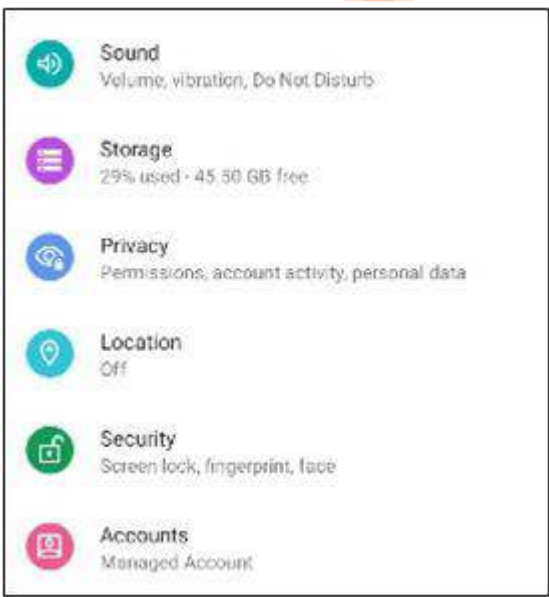 Sound
Volume, vibration, Do Not Disturb
Storage
29% used - 45.50 GB free
Privacy
Permissions, account activity, personal data
Location
Off
Security
Screen lock, fingerprint, face
Accounts
Managed Account